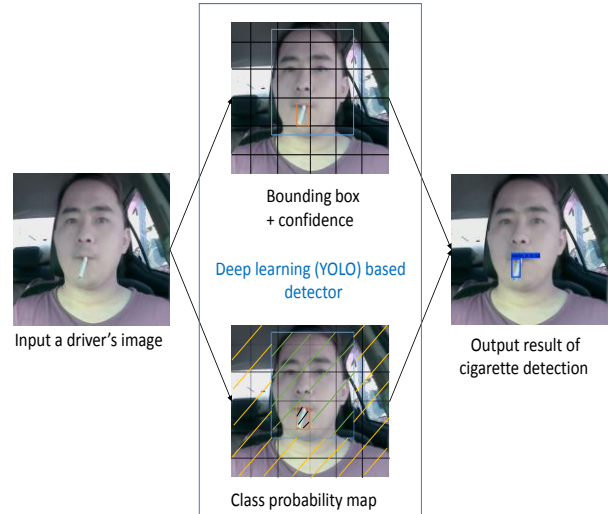 Input a driver's image
Bounding box
+ confidence
Deep learning (YOLO) based
detector
Class probability map
Output result of
cigarette detection